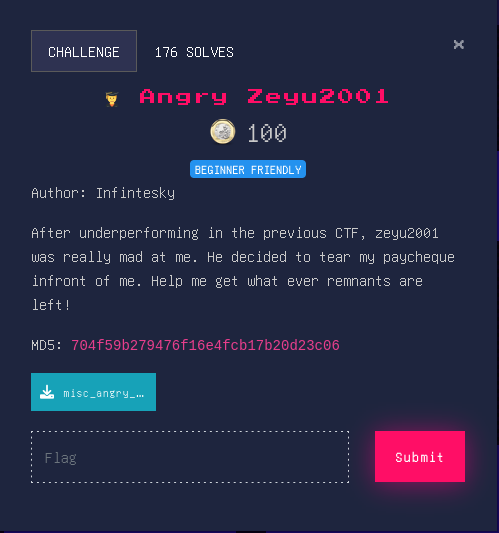 CHALLENGE
176 SOLVES
×
Angry Zeyu2001
100
BEGINNER FRIENDLY
Author: Infintesky
After underperforming in the previous CTF, zeyu2001
was really mad at me. He decided to tear my paycheque
infront of me. Help me get what ever remnants are
left!
MD5: 704f59b279476f16e4fcb17b20d23c06
misc_angry_…
Flag
Submit